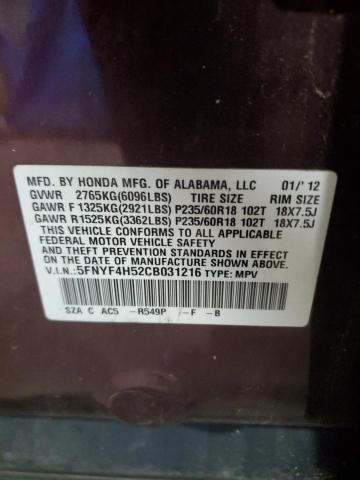 MFD. BY HONDA MFG. OF ALABAMA, LLC 01/'12
GVWR 2765KG(6096LBS) TIRE SIZE RIM SIZE
GAWR F 1325KG(2921LBS) P235/60R18 102T 18X7.5J
GAWR R1525KG(3362LBS) P235/60R18 102T 18X7.5J
THIS VEHICLE CONFORMS TO ALL APPLICABLE
FEDERAL MOTOR VEHICLE SAFETY, BUMPER,
AND THEFT PREVENTION STANDARDS IN EFFECT
ON THE DATE OF MANUFACTURE SHOWN ABOVE.
V.I.N.: 5FNYF4H52CB031216 TYPE: MPV
SZA C AC5 -R549P -F -B